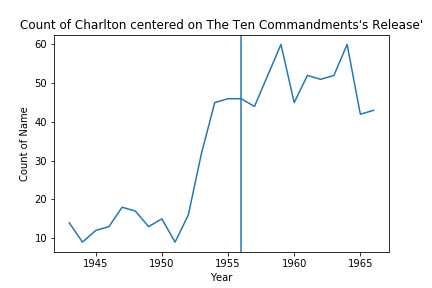 Count of Charlton centered on The Ten Commandments's Release'
60
50
40
30
20
10
Count of Name
1945 1950 1955 1960 1965
Year